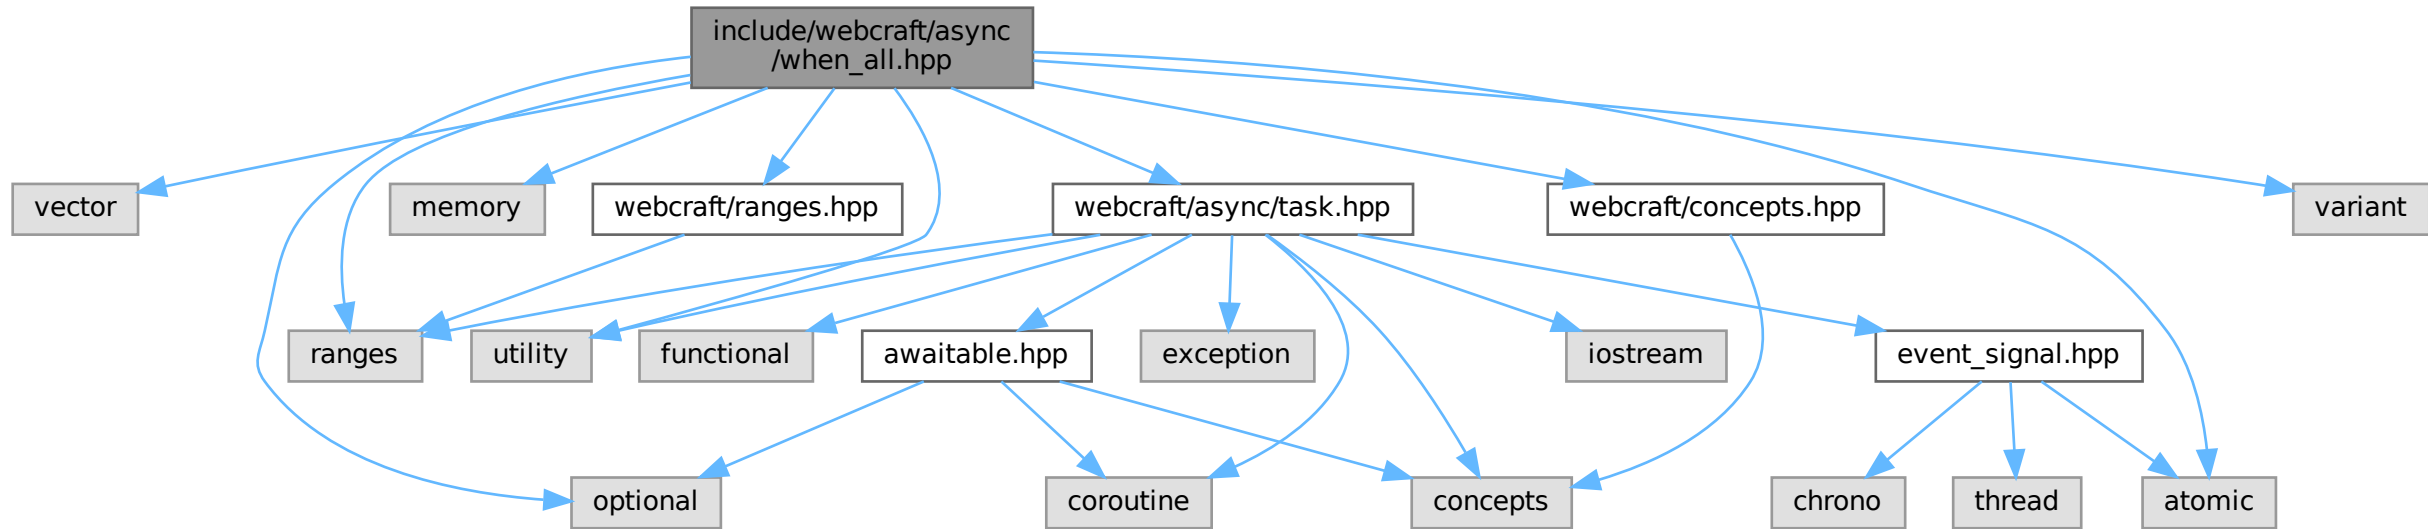 include/webcraft/async
/when_all.hpp
vector
memory
webcraft/ranges.hpp
webcraft/async/task.hpp
webcraft/concepts.hpp
variant
ranges
utility
functional
awaitable.hpp
exception
iostream
event_signal.hpp
optional
coroutine
concepts
chrono
thread
atomic